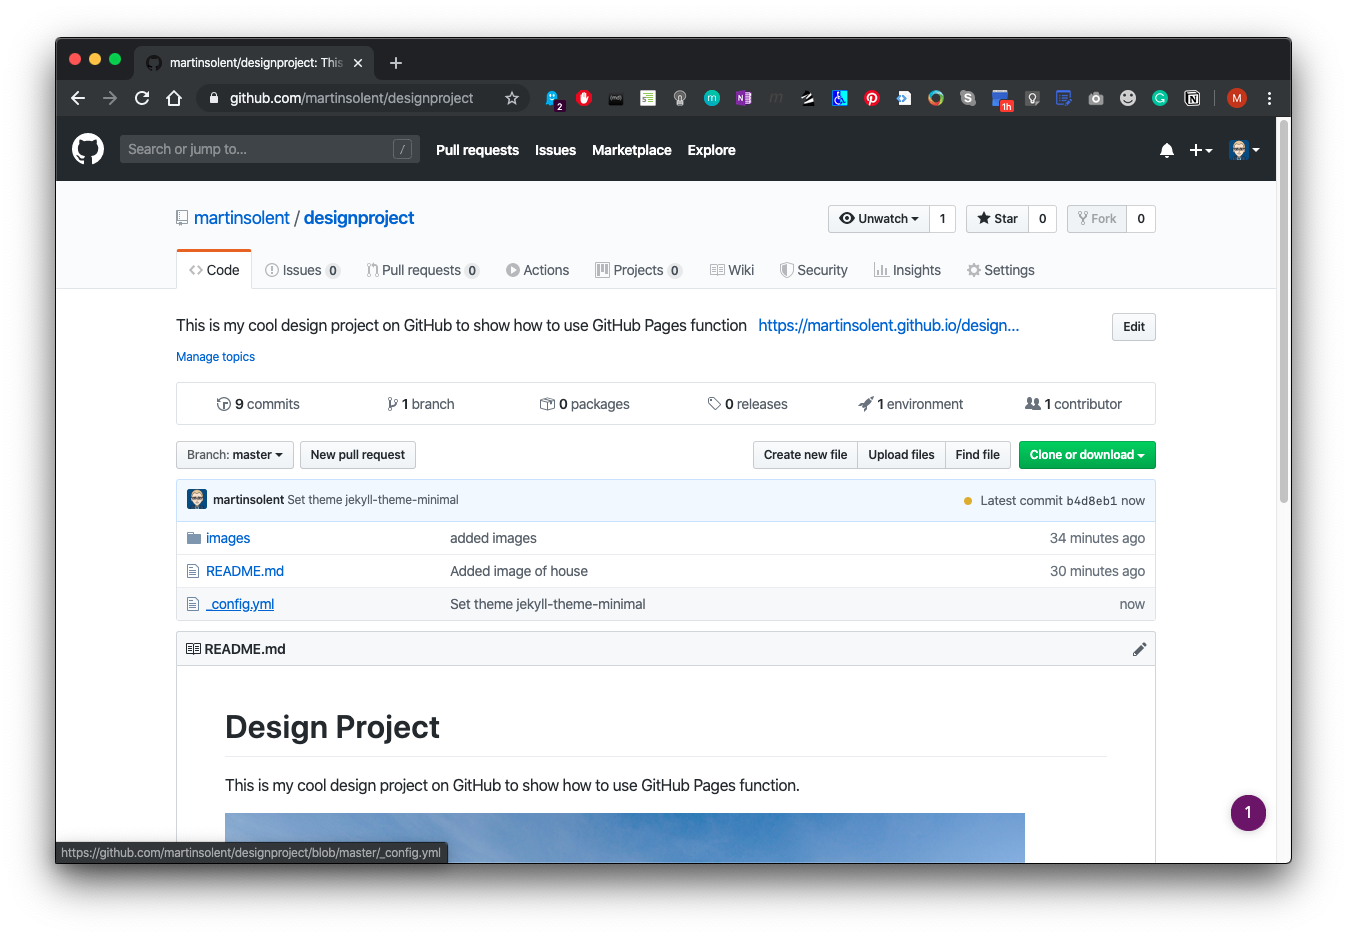 martinsolent/designproject: This
github.com/martinsolent/designproject
2
1h
M
Search or jump to...
/
Pull requests Issues Marketplace Explore
martinsolent / designproject
Unwatch 1 Star 0 Fork 0
Code Issues 0 Pull requests 0 Actions Projects 0 Wiki Security Insights Settings
This is my cool design project on GitHub to show how to use GitHub Pages function https://martinsolent.github.io/design...
Edit
Manage topics
9 commits 1 branch 0 packages 0 releases 1 environment 1 contributor
Branch: master New pull request Create new file Upload files Find file Clone or download
martinsolent Set theme jekyll-theme-minimal Latest commit b4d8eb1 now
images added images 34 minutes ago
README.md Added image of house 30 minutes ago
_config.yml Set theme jekyll-theme-minimal now
README.md
Design Project
This is my cool design project on GitHub to show how to use GitHub Pages function.
1
https://github.com/martinsolent/designproject/blob/master/_config.yml